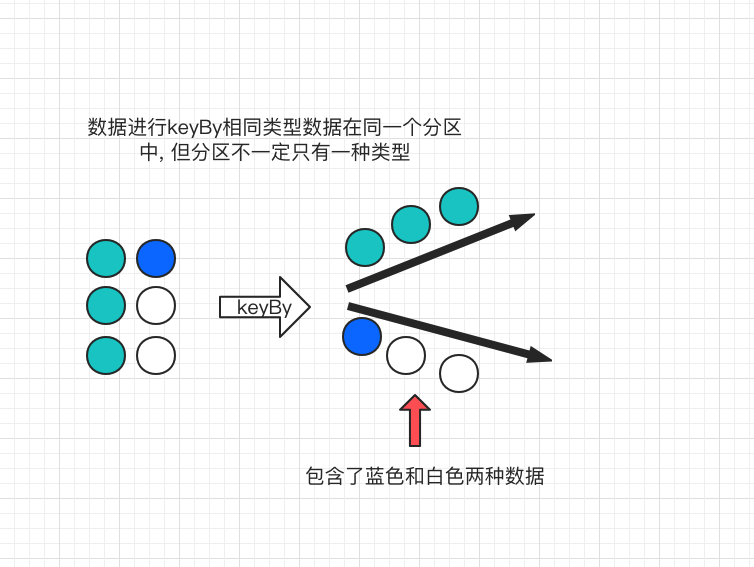 数据进行keyBy相同类型数据在同一个分区
中, 但分区不一定只有一种类型
keyBy
包含了蓝色和白色两种数据